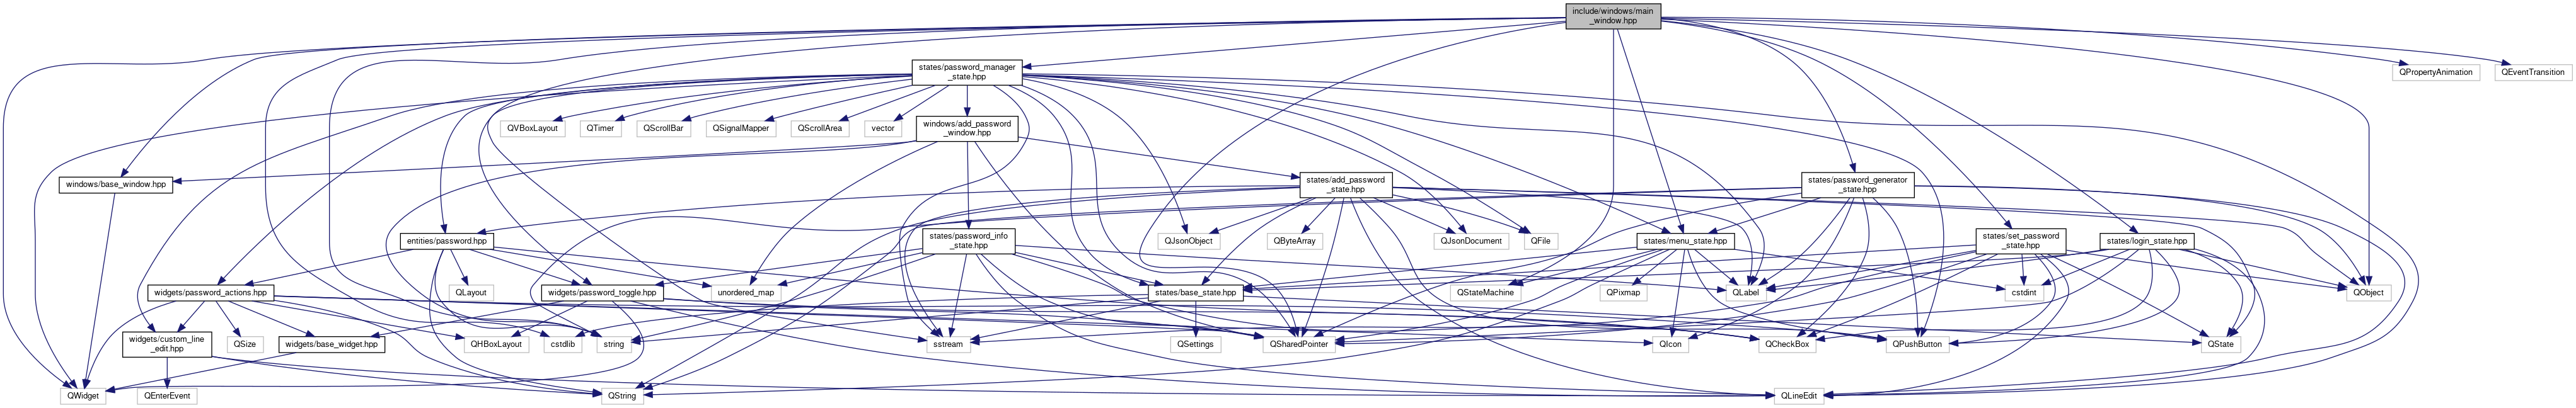 include/windows/main
_window.hpp
states/password_manager
_state.hpp
QPropertyAnimation
QEventTransition
QVBoxLayout
QTimer
QScrollBar
QSignalMapper
QScrollArea
vector
windows/add_password
_window.hpp
windows/base_window.hpp
states/add_password
_state.hpp
states/password_generator
_state.hpp
entities/password.hpp
states/password_info
_state.hpp
QJsonObject
QByteArray
QJsonDocument
QFile
states/menu_state.hpp
states/set_password
_state.hpp
states/login_state.hpp
widgets/password_actions.hpp
QLayout
widgets/password_toggle.hpp
unordered_map
states/base_state.hpp
QStateMachine
QPixmap
QLabel
cstdint
QObject
widgets/custom_line
_edit.hpp
QSize
widgets/base_widget.hpp
QHBoxLayout
cstdlib
string
sstream
QSettings
QSharedPointer
QIcon
QCheckBox
QPushButton
QState
QWidget
QEnterEvent
QString
QLineEdit